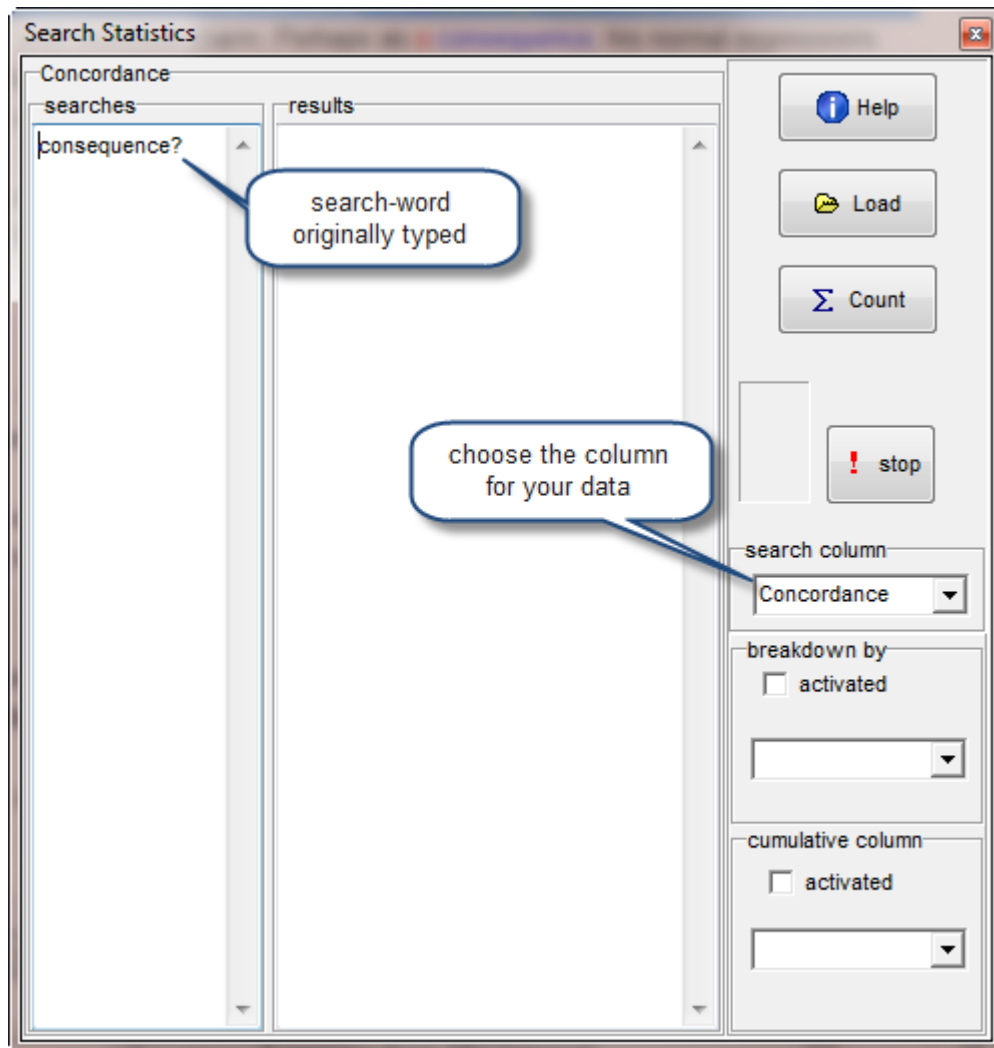 Search Statistics
Concordance
searches
results
consequence?
search-word
originally typed
Help
Load
Σ Count
choose the column
for your data
! stop
search column
Concordance
breakdown by
activated
cumulative column
activated